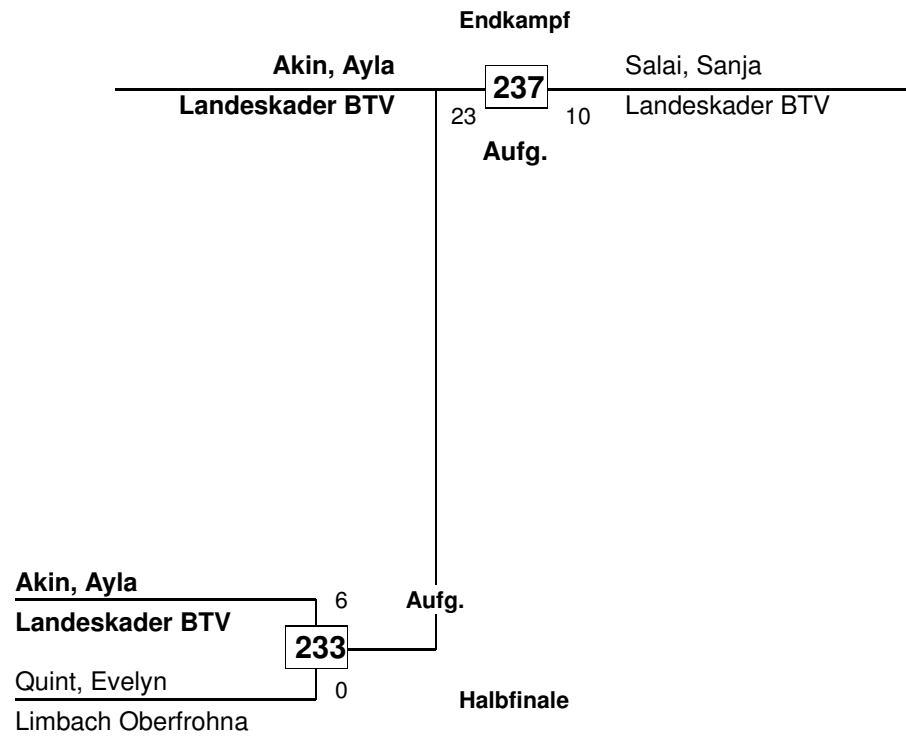 Endkampf
Akin, Ayla
Landeskader BTV
237
Salai, Sanja
Landeskader BTV
23
10
Aufg.
Akin, Ayla
Landeskader BTV
6
Aufg.
233
Quint, Evelyn
Limbach Oberfrohna
0
Halbfinale